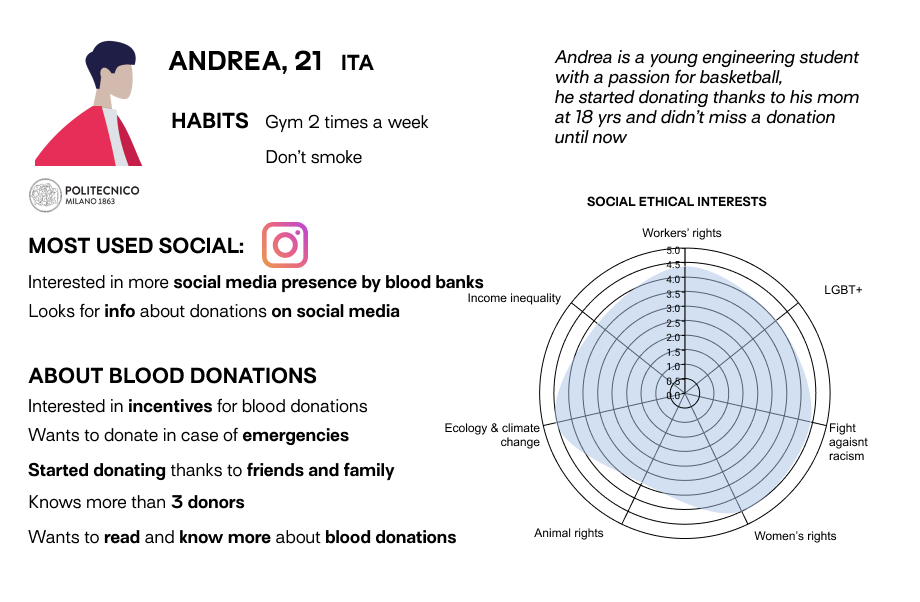 ANDREA, 21 ITA
HABITS Gym 2 times a week
Don't smoke
Andrea is a young engineering student
with a passion for basketball,
he started donating thanks to his mom
at 18 yrs and didn't miss a donation
until now
POLITECNICO
MILANO 1863
MOST USED SOCIAL:
Interested in more social media presence by blood banks
Looks for info about donations on social media
ABOUT BLOOD DONATIONS
Interested in incentives for blood donations
Wants to donate in case of emergencies
Started donating thanks to friends and family
Knows more than 3 donors
Wants to read and know more about blood donations
SOCIAL ETHICAL INTERESTS
Workers' rights
5.0
4.5
4.0
3.5
3.0
2.5
2.0
1.5
1.0
0.5
0.0
LGBT+
Fight
agaisnt
racism
Women's rights
Animal rights
Ecology & climate
change
Income inequality